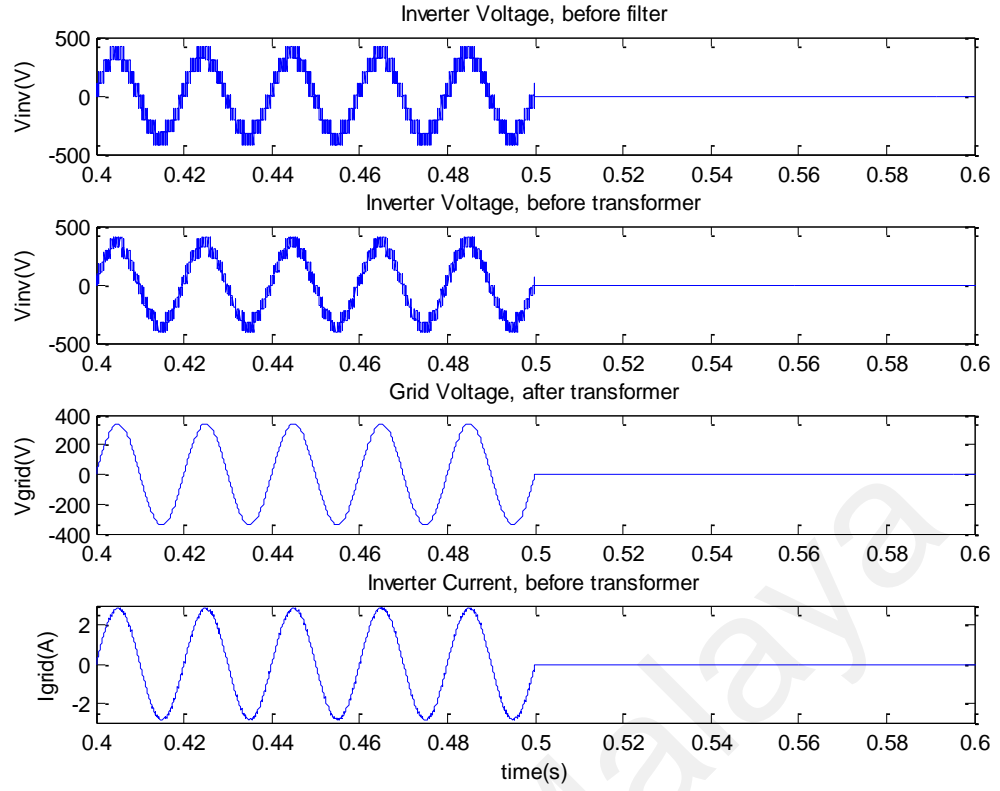 Inverter Voltage, before filter
500
0
-500
Vinv(V)
0.4 0.42 0.44 0.46 0.48 0.5 0.52 0.54 0.56 0.58 0.6
Inverter Voltage, before transformer
500
0
-500
Vinv(V)
0.4 0.42 0.44 0.46 0.48 0.5 0.52 0.54 0.56 0.58 0.6
Grid Voltage, after transformer
400
200
0
-200
-400
Vgrid(V)
0.4 0.42 0.44 0.46 0.48 0.5 0.52 0.54 0.56 0.58 0.6
Inverter Current, before transformer
2
0
-2
Igrid(A)
0.4 0.42 0.44 0.46 0.48 0.5 0.52 0.54 0.56 0.58 0.6
time(s)
Malaya